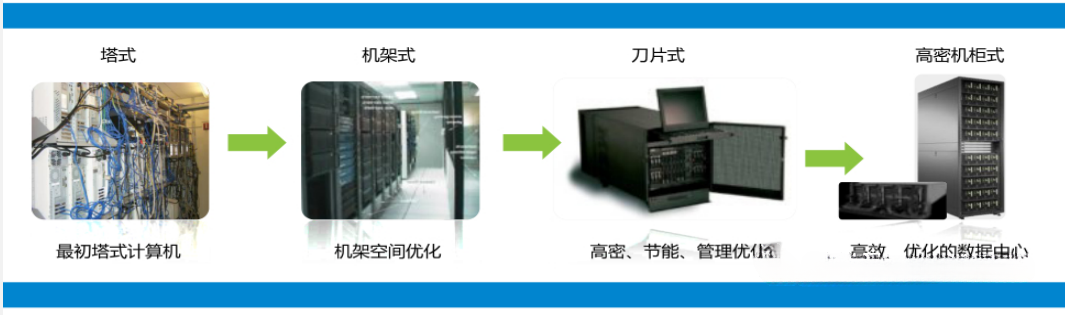 塔式
机架式
刀片式
高密机柜式
最初塔式计算机
机架空间优化
高密、节能、管理优化
高效、优化的数据中心